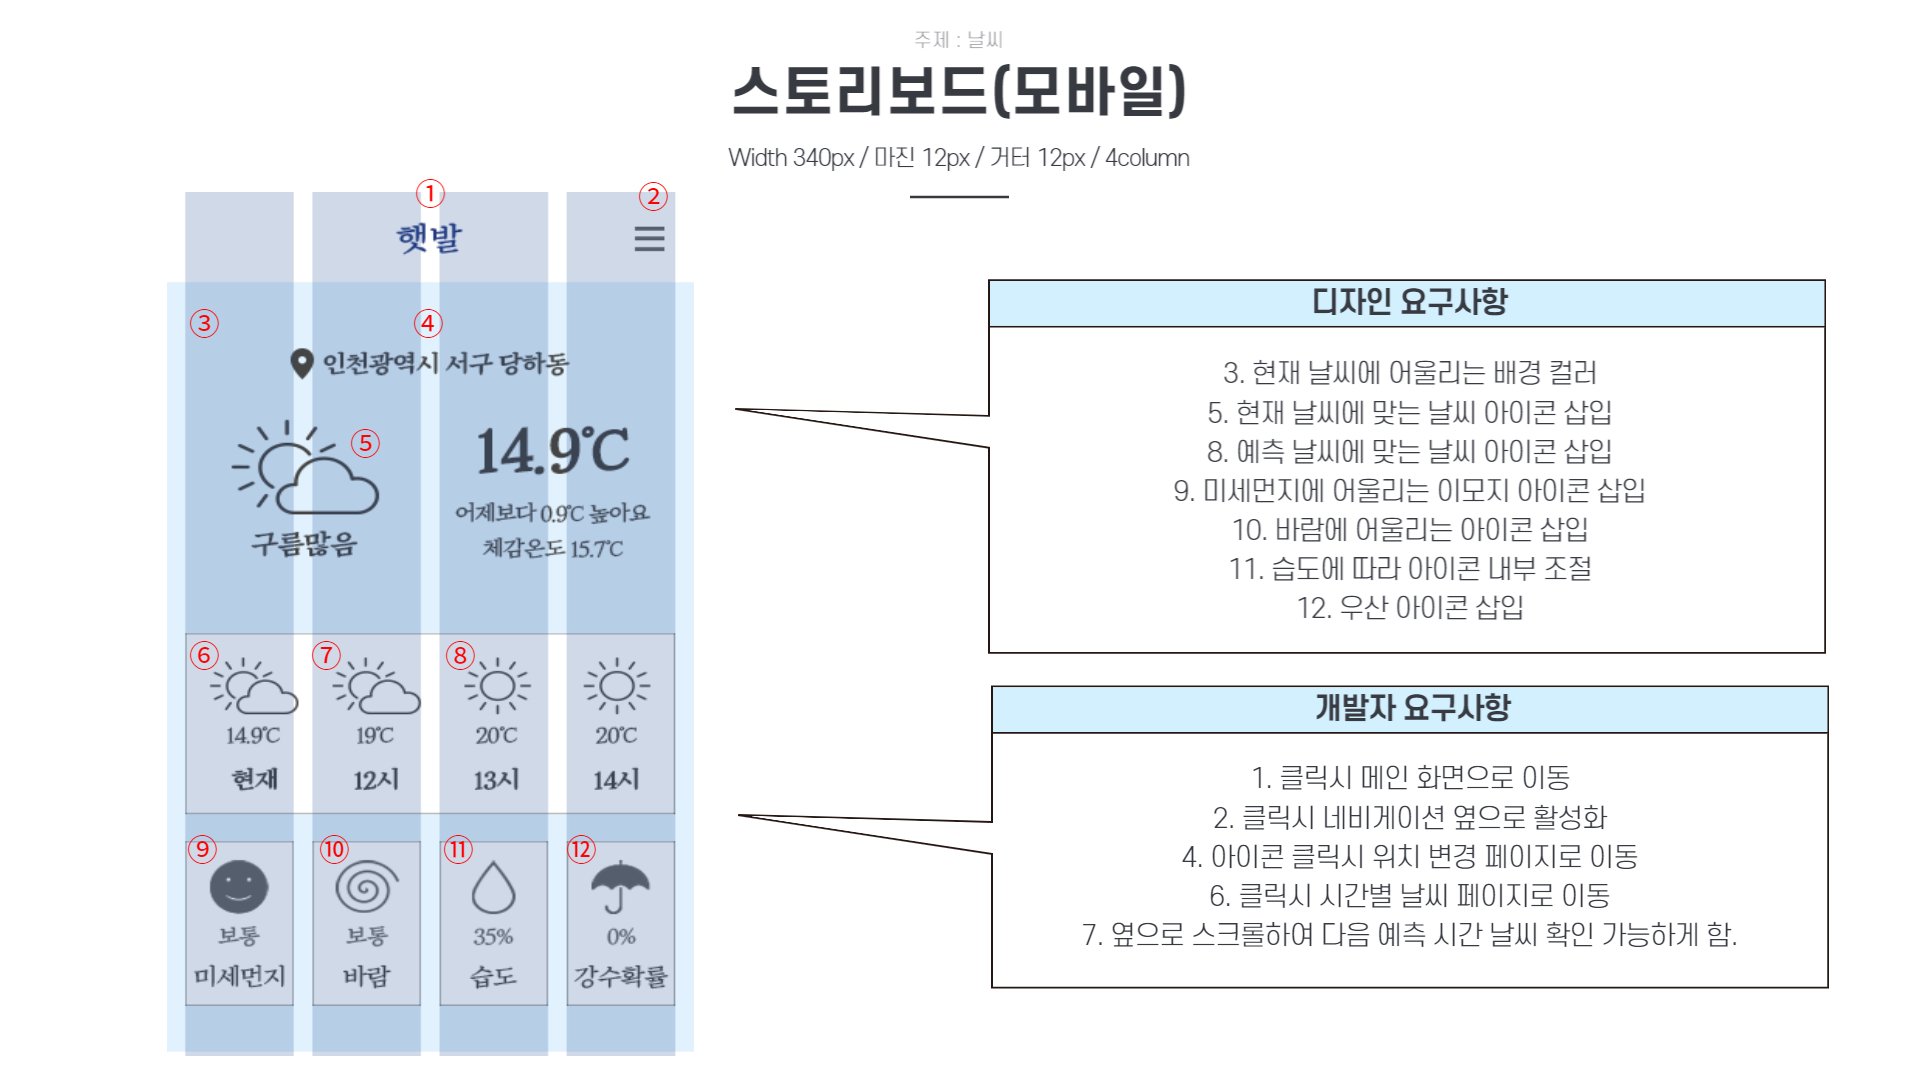 주제 : 날씨
스토리보드(모바일)
Width 340px / 마진 12px / 거터 12px / 4column
①
②
햇발
③
④
인천광역시 서구 당하동
⑤
구름많음
14.9℃
어제보다 0.9℃ 높아요
체감온도 15.7℃
⑥
⑦
⑧
14.9℃
19℃
20℃
20℃
현재
12시
13시
14시
⑨
⑩
⑪
⑫
보통
보통
35%
0%
미세먼지
바람
습도
강수확률
디자인 요구사항
3. 현재 날씨에 어울리는 배경 컬러
5. 현재 날씨에 맞는 날씨 아이콘 삽입
8. 예측 날씨에 맞는 날씨 아이콘 삽입
9. 미세먼지에 어울리는 이모지 아이콘 삽입
10. 바람에 어울리는 아이콘 삽입
11. 습도에 따라 아이콘 내부 조절
12. 우산 아이콘 삽입
개발자 요구사항
1. 클릭시 메인 화면으로 이동
2. 클릭시 네비게이션 옆으로 활성화
4. 아이콘 클릭시 위치 변경 페이지로 이동
6. 클릭시 시간별 날씨 페이지로 이동
7. 옆으로 스크롤하여 다음 예측 시간 날씨 확인 가능하게 함.